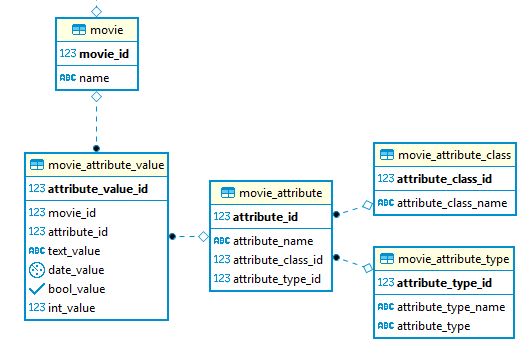 movie
123 movie_id
ABC name
movie_attribute_value
123 attribute_value_id
123 movie_id
123 attribute_id
ABC text_value
date_value
bool_value
123 int_value
movie_attribute
123 attribute_id
ABC attribute_name
123 attribute_class_id
123 attribute_type_id
movie_attribute_class
123 attribute_class_id
ABC attribute_class_name
movie_attribute_type
123 attribute_type_id
ABC attribute_type_name
ABC attribute_type